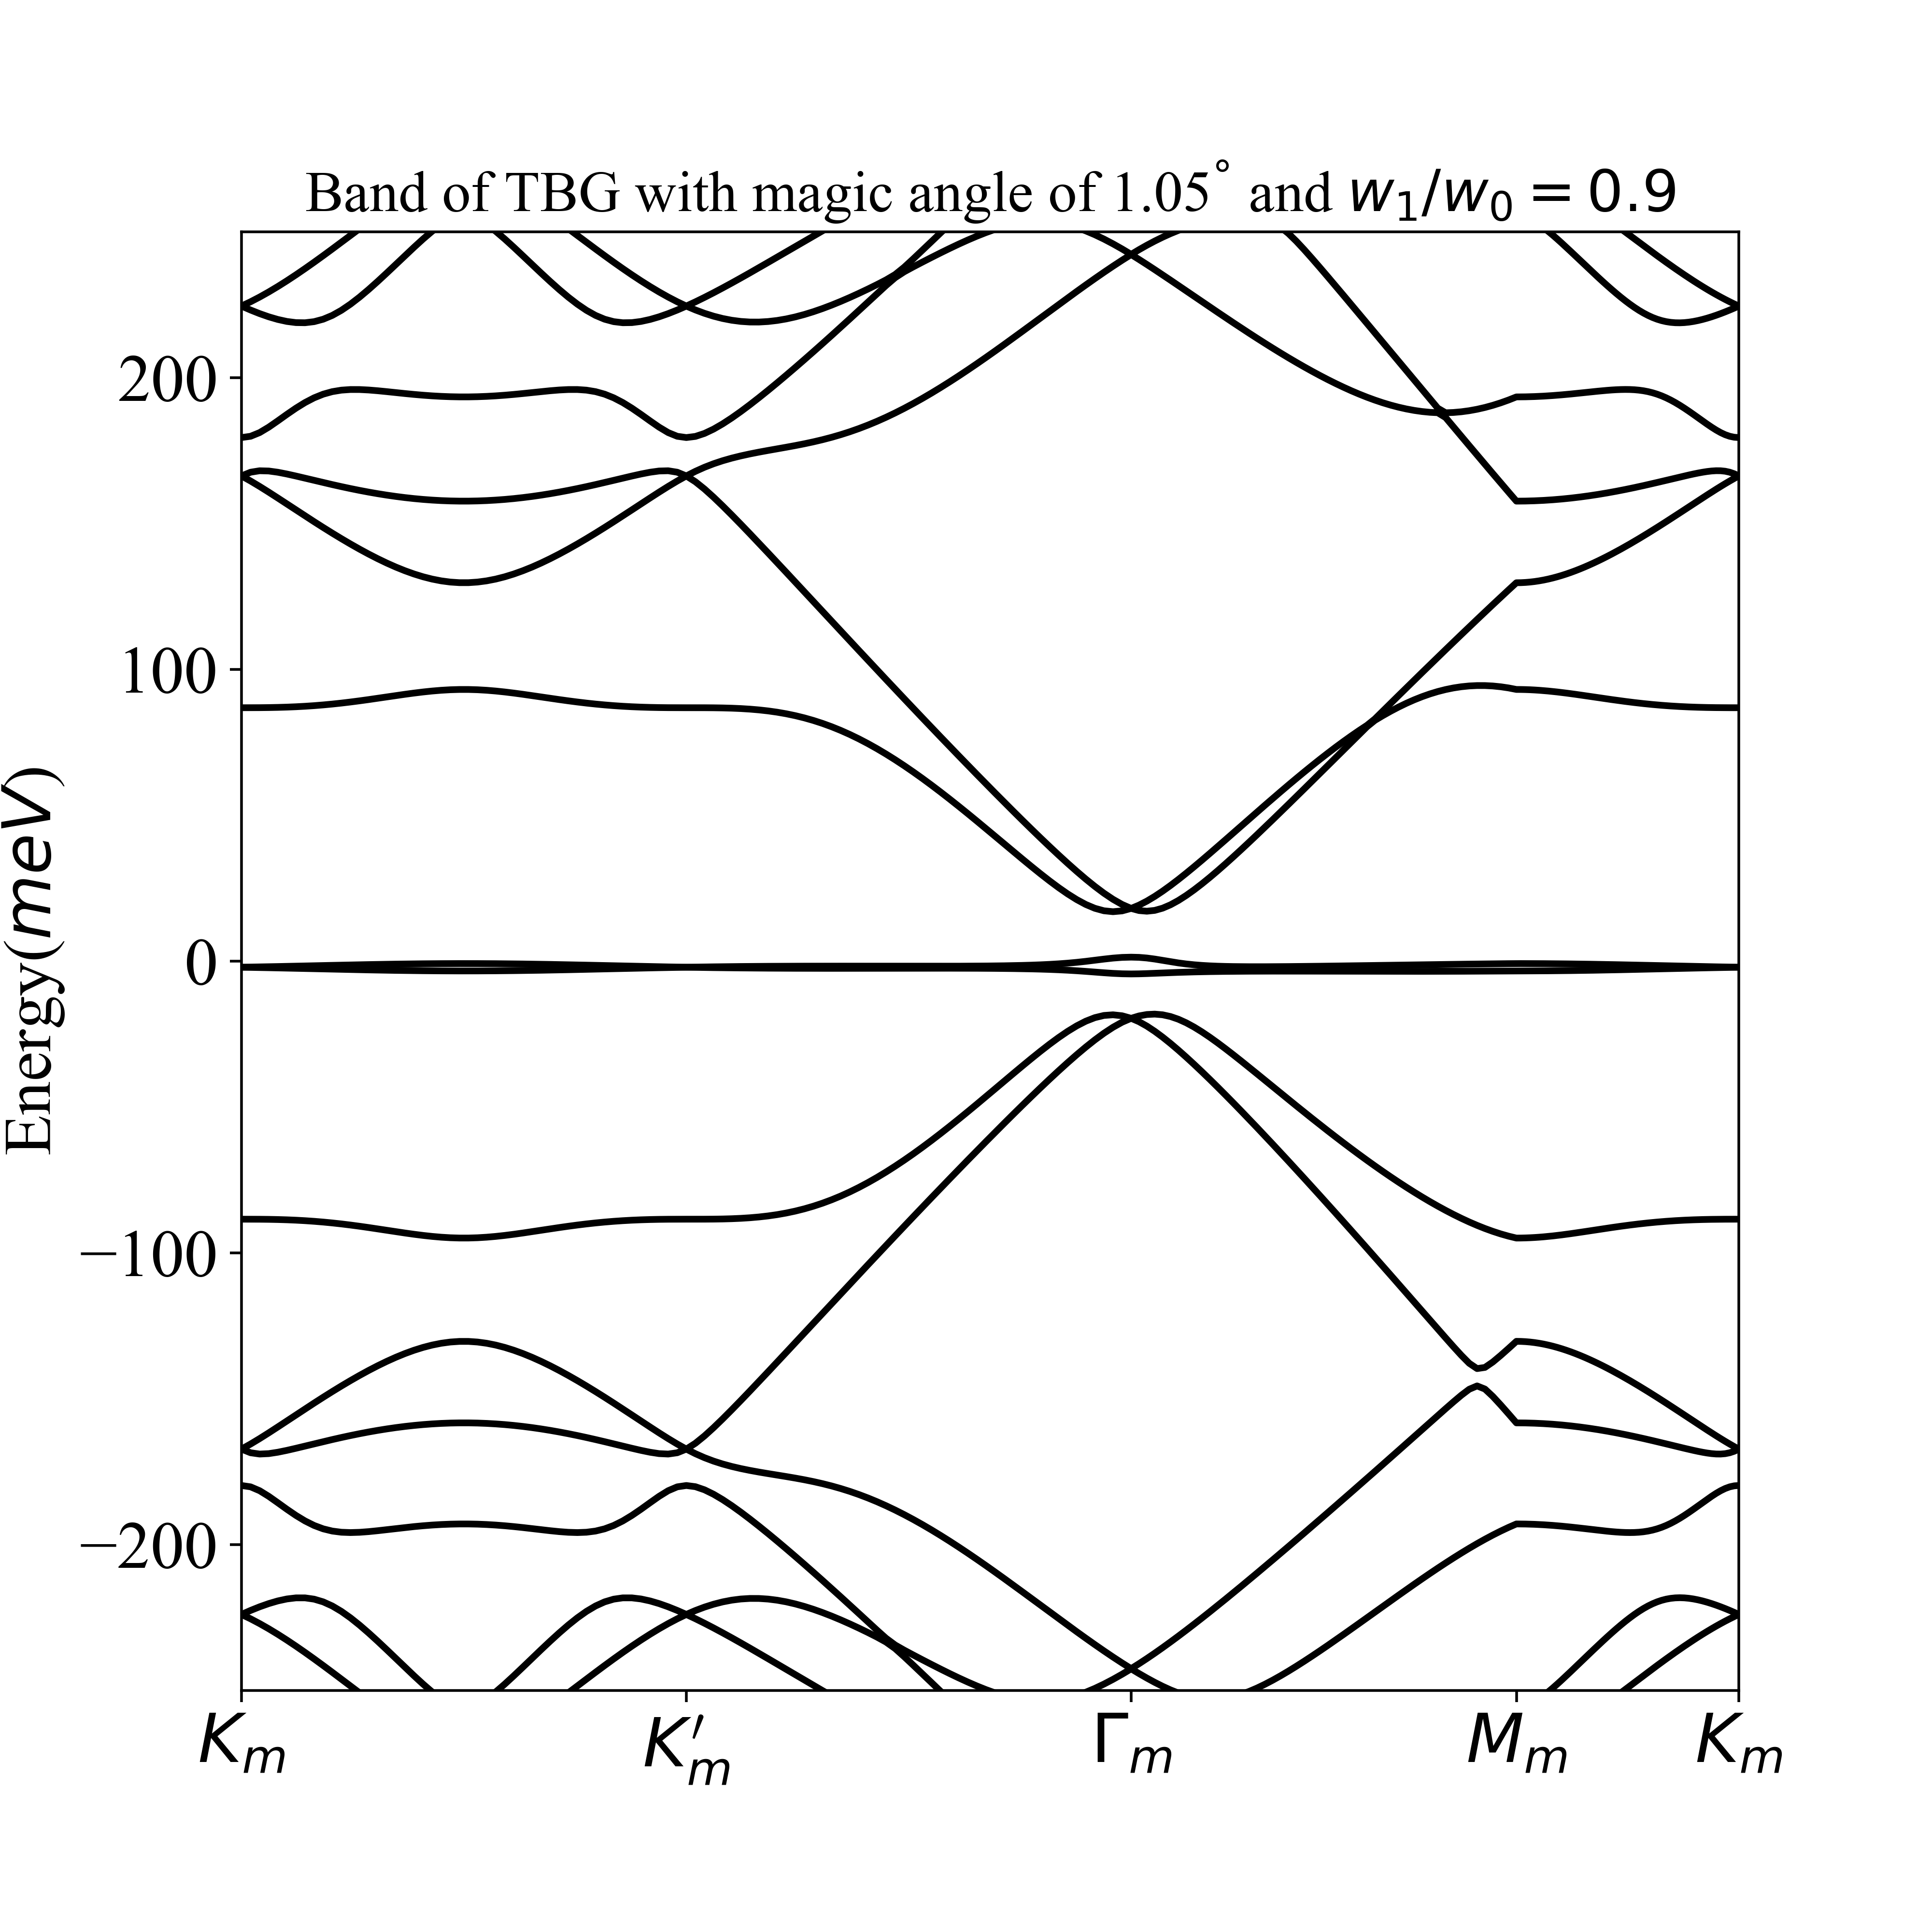 Band of TBG with magic angle of 1.05° and w₁/w₀ = 0.9
Energy(meV)
200
100
0
−100
−200
Kₘ K′ₘ Γₘ Mₘ Kₘ